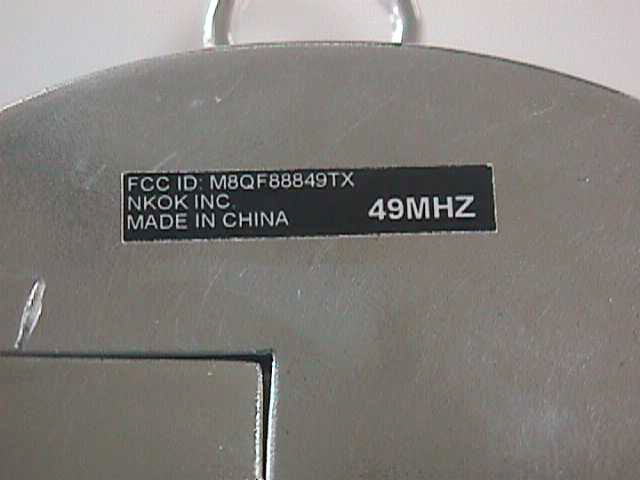 FCC ID: M8QF88849TX
NKOK INC.
MADE IN CHINA
49MHZ